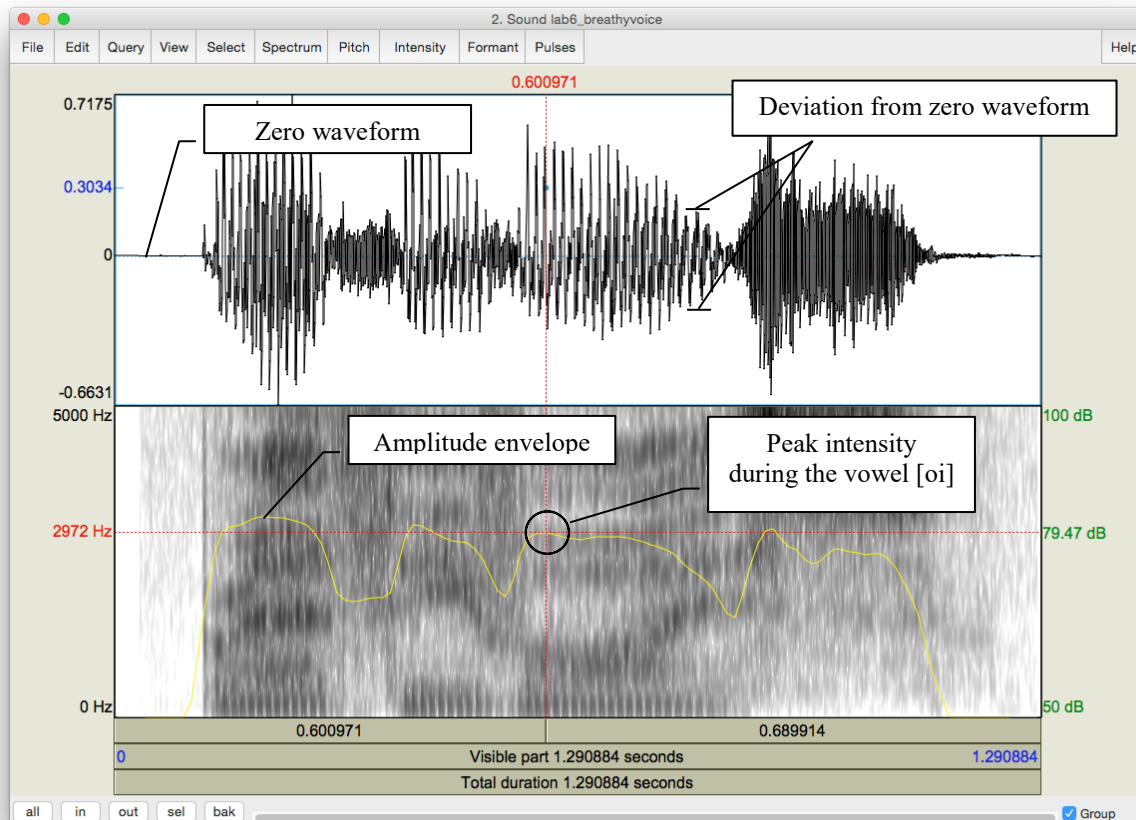 2. Sound lab6_breathyvoice
File Edit Query View Select Spectrum Pitch Intensity Formant Pulses Help
0.600971
0.7175
Zero waveform
Deviation from zero waveform
0.3034
0
-0.6631
5000 Hz
100 dB
Amplitude envelope
Peak intensity
during the vowel [oi]
2972 Hz
79.47 dB
0 Hz
50 dB
0.600971 0.689914
0 Visible part 1.290884 seconds 1.290884
Total duration 1.290884 seconds
all in out sel bak Group